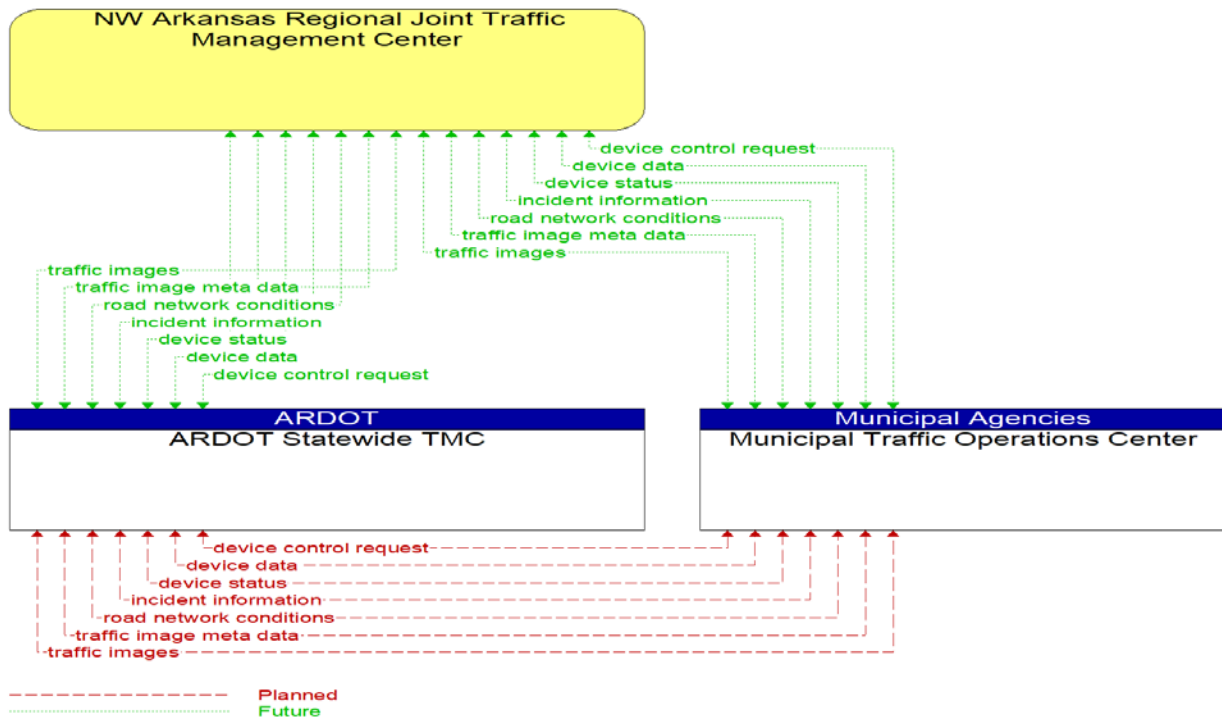 NW Arkansas Regional Joint Traffic
Management Center
device control request
device data
device status
incident information
road network conditions
traffic image meta data
traffic images
traffic images
traffic image meta data
road network conditions
incident information
device status
device data
device control request
ARDOT
ARDOT Statewide TMC
Municipal Agencies
Municipal Traffic Operations Center
device control request
device data
device status
incident information
road network conditions
traffic image meta data
traffic images
Planned
Future